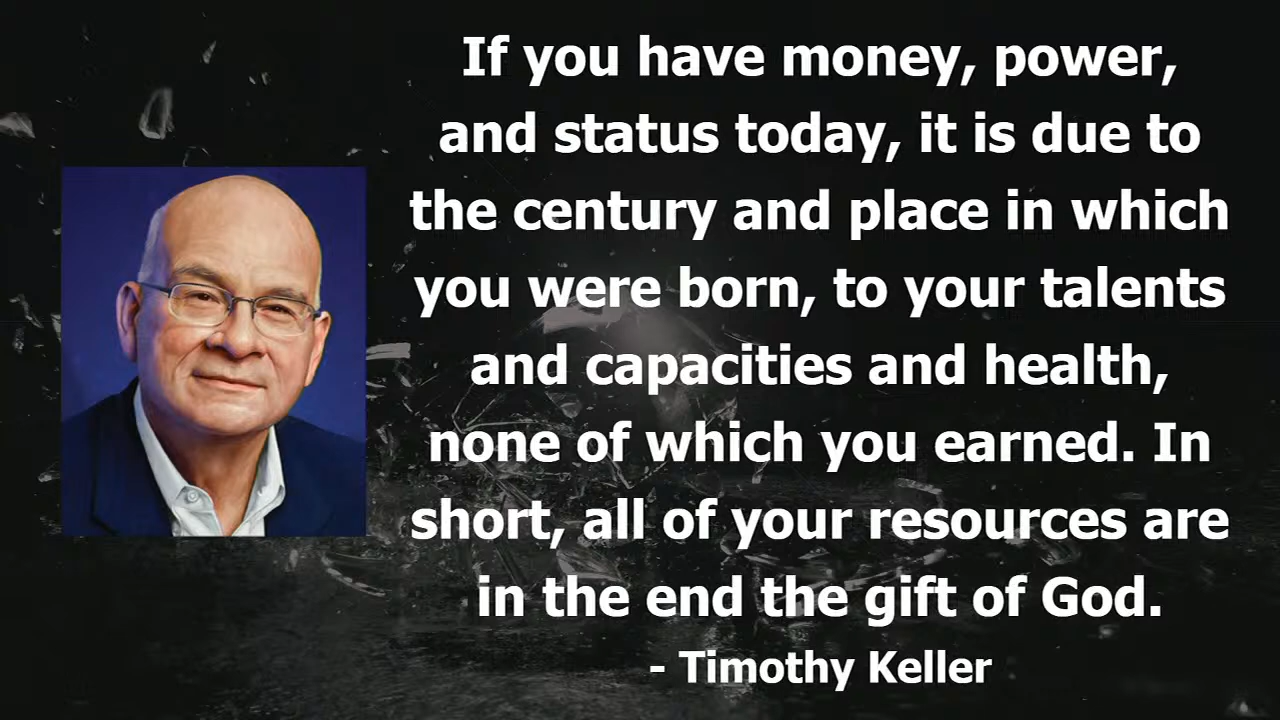 If you have money, power,
and status today, it is due to
the century and place in which
you were born, to your talents
and capacities and health,
none of which you earned. In
short, all of your resources are
in the end the gift of God.
- Timothy Keller